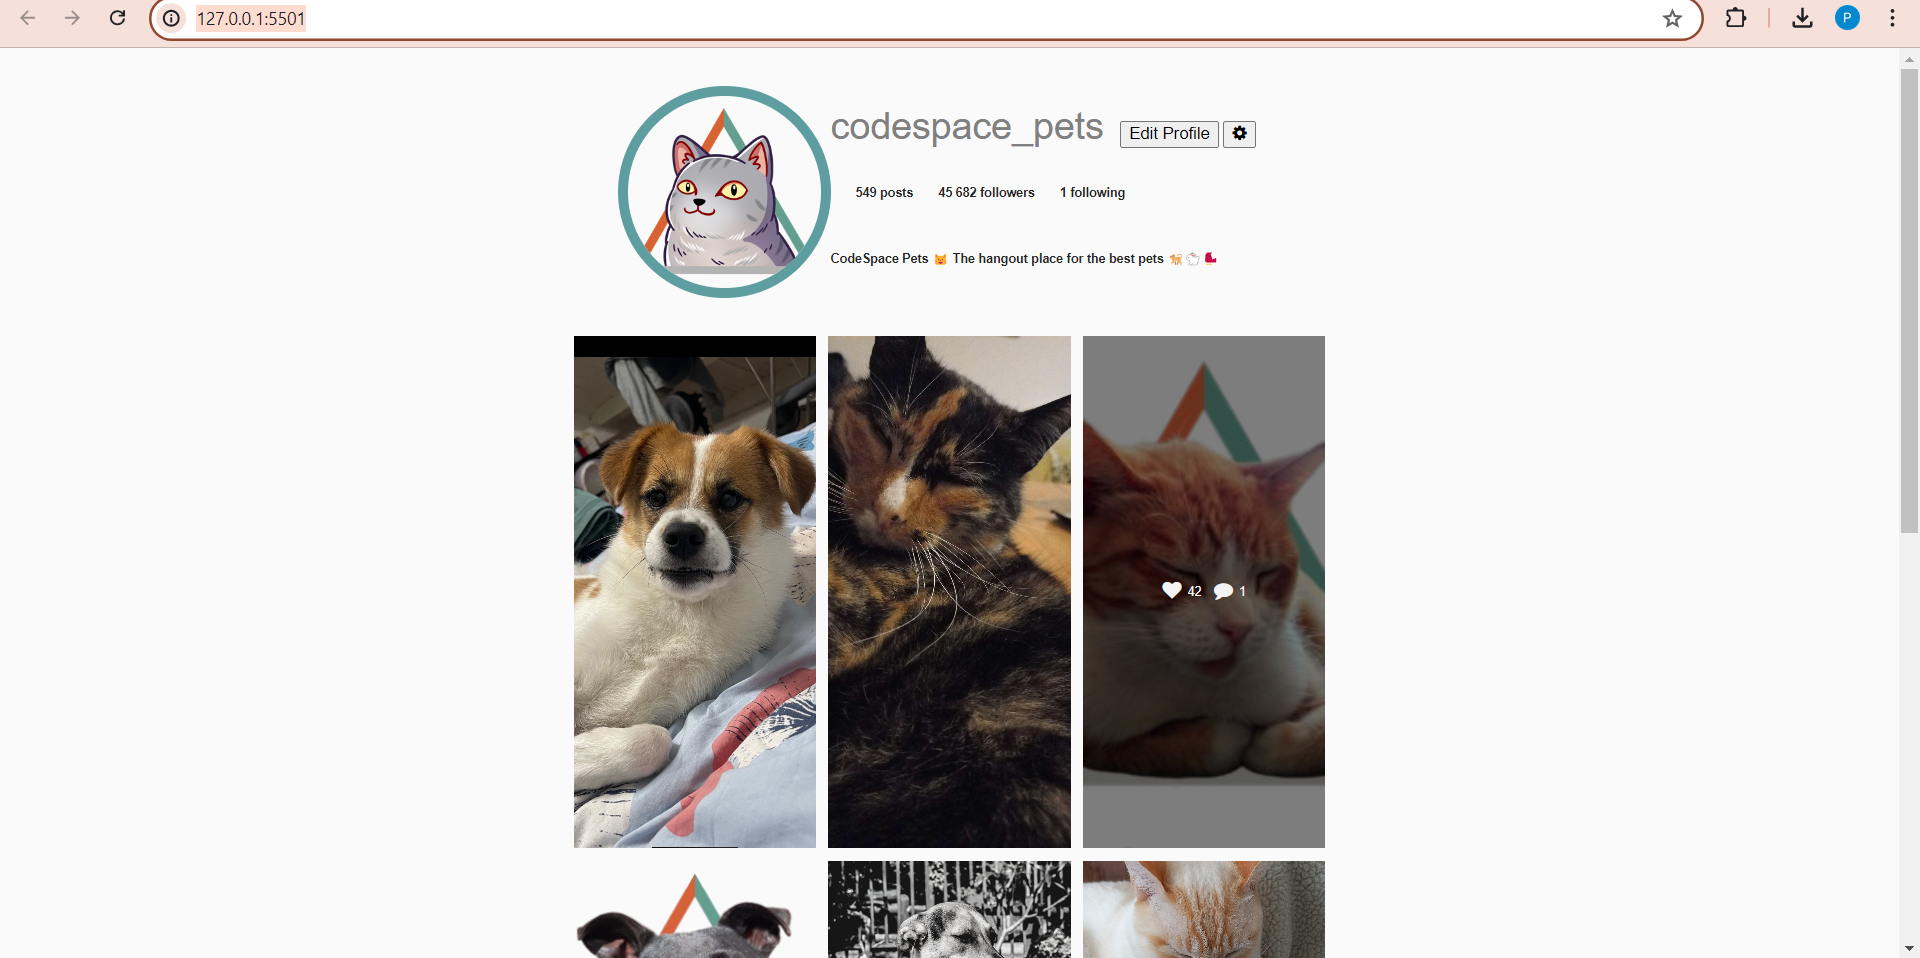 127.0.0.1:5501
P
codespace_pets Edit Profile
549 posts 45 682 followers 1 following
CodeSpace Pets 😺 The hangout place for the best pets 🐕🐑🛼
42 1